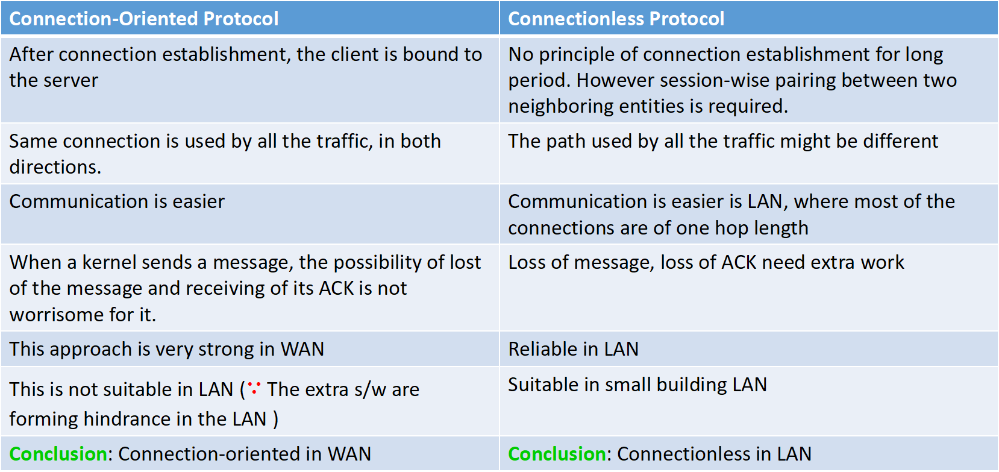 Connection-Oriented Protocol
Connectionless Protocol
After connection establishment, the client is bound to
the server
No principle of connection establishment for long
period. However session-wise pairing between two
neighboring entities is required.
Same connection is used by all the traffic, in both
directions.
The path used by all the traffic might be different
Communication is easier
Communication is easier is LAN, where most of the
connections are of one hop length
When a kernel sends a message, the possibility of lost
of the message and receiving of its ACK is not
worrisome for it.
Loss of message, loss of ACK need extra work
This approach is very strong in WAN
Reliable in LAN
This is not suitable in LAN (∵ The extra s/w are
forming hindrance in the LAN )
Suitable in small building LAN
Conclusion: Connection-oriented in WAN
Conclusion: Connectionless in LAN